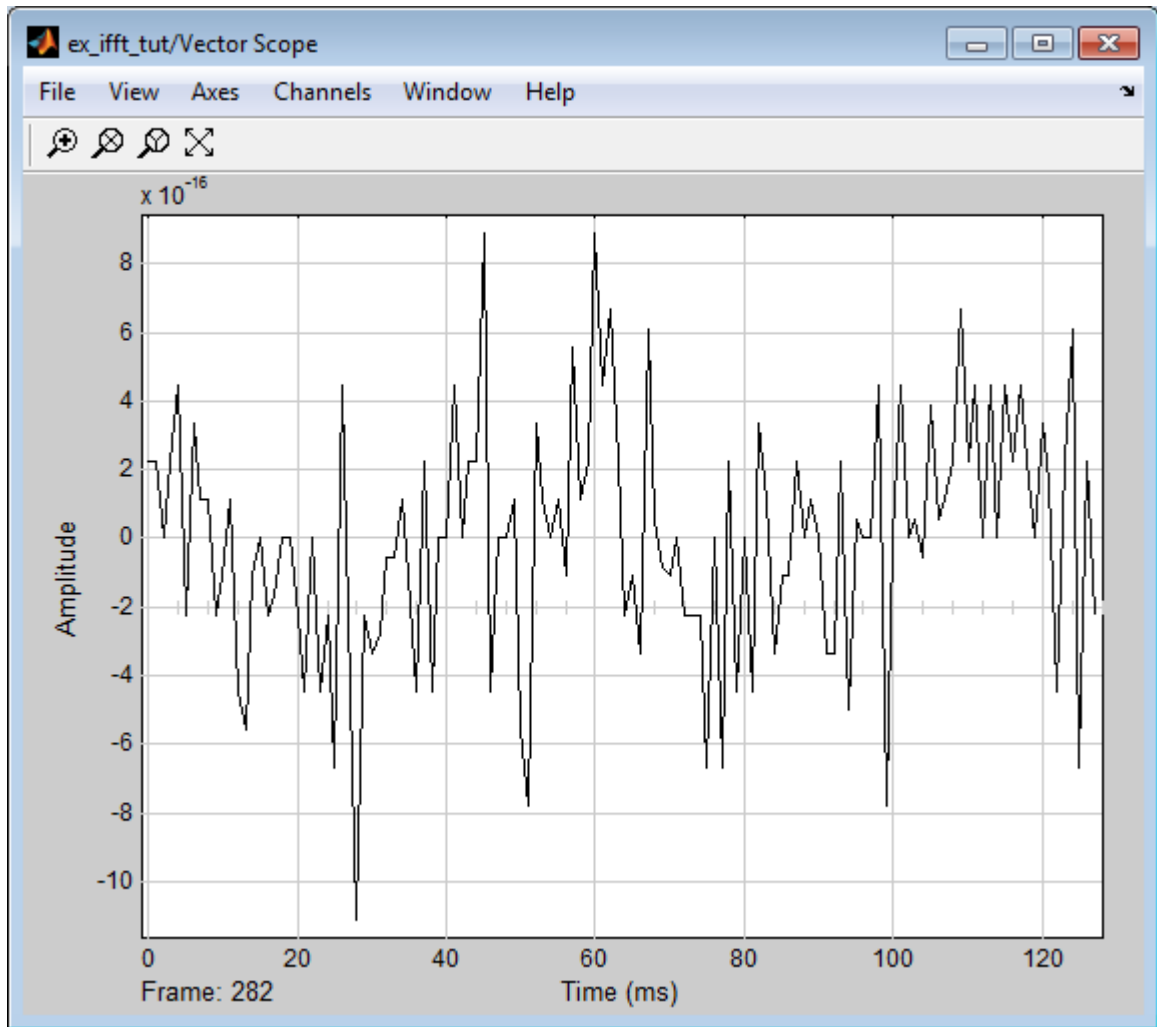 ex_ifft_tut/Vector Scope
File View Axes Channels Window Help
x 10^-16
8
6
4
2
0
-2
-4
-6
-8
-10
Amplitude
0 20 40 60 80 100 120
Frame: 282 Time (ms)